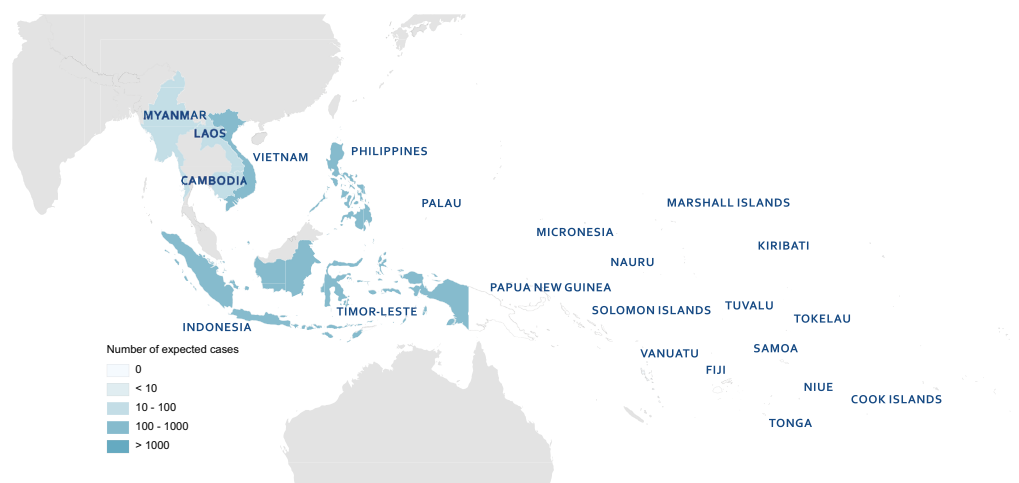 MYANMAR
LAOS
VIETNAM
PHILIPPINES
CAMBODIA
PALAU
MARSHALL ISLANDS
MICRONESIA
KIRIBATI
NAURU
PAPUA NEW GUINEA
SOLOMON ISLANDS
TUVALU
TIMOR-LESTE
TOKELAU
INDONESIA
SAMOA
VANUATU
FIJI
NIUE
COOK ISLANDS
TONGA
Number of expected cases
0
< 10
10 - 100
100 - 1000
> 1000